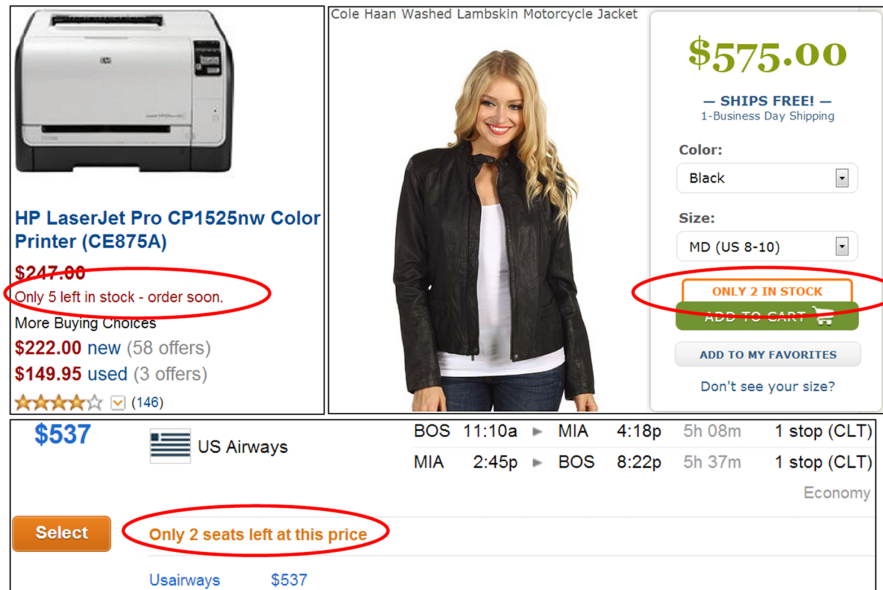 HP LaserJet Pro CP1525nw Color
Printer (CE875A)
$247.00
Only 5 left in stock - order soon.
More Buying Choices
$222.00 new (58 offers)
$149.95 used (3 offers)
(146)
Cole Haan Washed Lambskin Motorcycle Jacket
$575.00
— SHIPS FREE! —
1-Business Day Shipping
Color:
Black
Size:
MD (US 8-10)
ONLY 2 IN STOCK
ADD TO CART
ADD TO MY FAVORITES
Don't see your size?
$537
US Airways
BOS 11:10a ▶ MIA 4:18p 5h 08m 1 stop (CLT)
MIA 2:45p ▶ BOS 8:22p 5h 37m 1 stop (CLT)
Economy
Select
Only 2 seats left at this price
Usairways $537